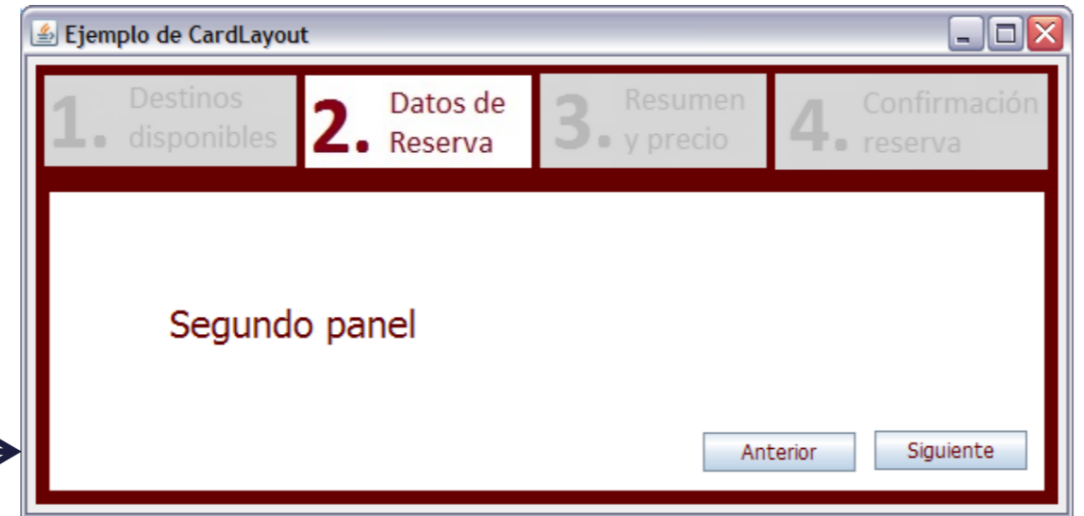 Ejemplo de CardLayout
1. Destinos
disponibles
2. Datos de
Reserva
3. Resumen
y precio
4. Confirmación
reserva
Segundo panel
Anterior Siguiente